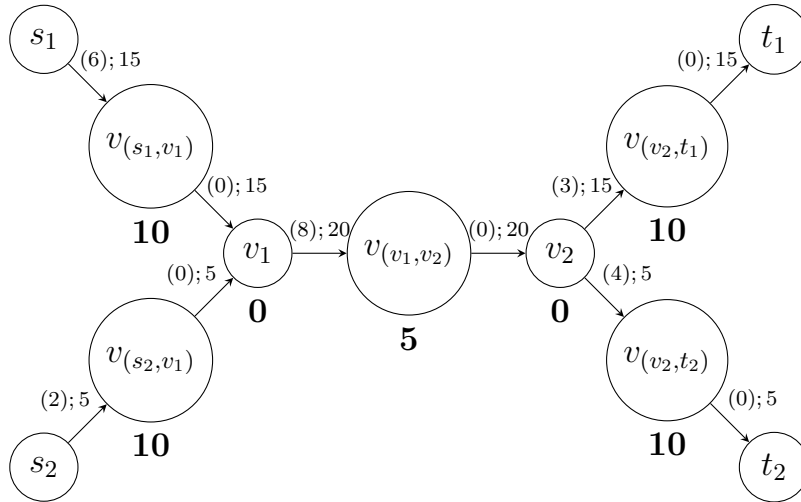 s₁
t₁
(6); 15
(0); 15
v₍ₛ₁,ᵥ₁₎
v₍ᵥ₂,ₜ₁₎
(0); 15
(3); 15
10
10
(0); 5
v₁
(8); 20
v₍ᵥ₁,ᵥ₂₎
(0); 20
v₂
(4); 5
0
0
5
v₍ₛ₂,ᵥ₁₎
v₍ᵥ₂,ₜ₂₎
(2); 5
(0); 5
10
10
s₂
t₂